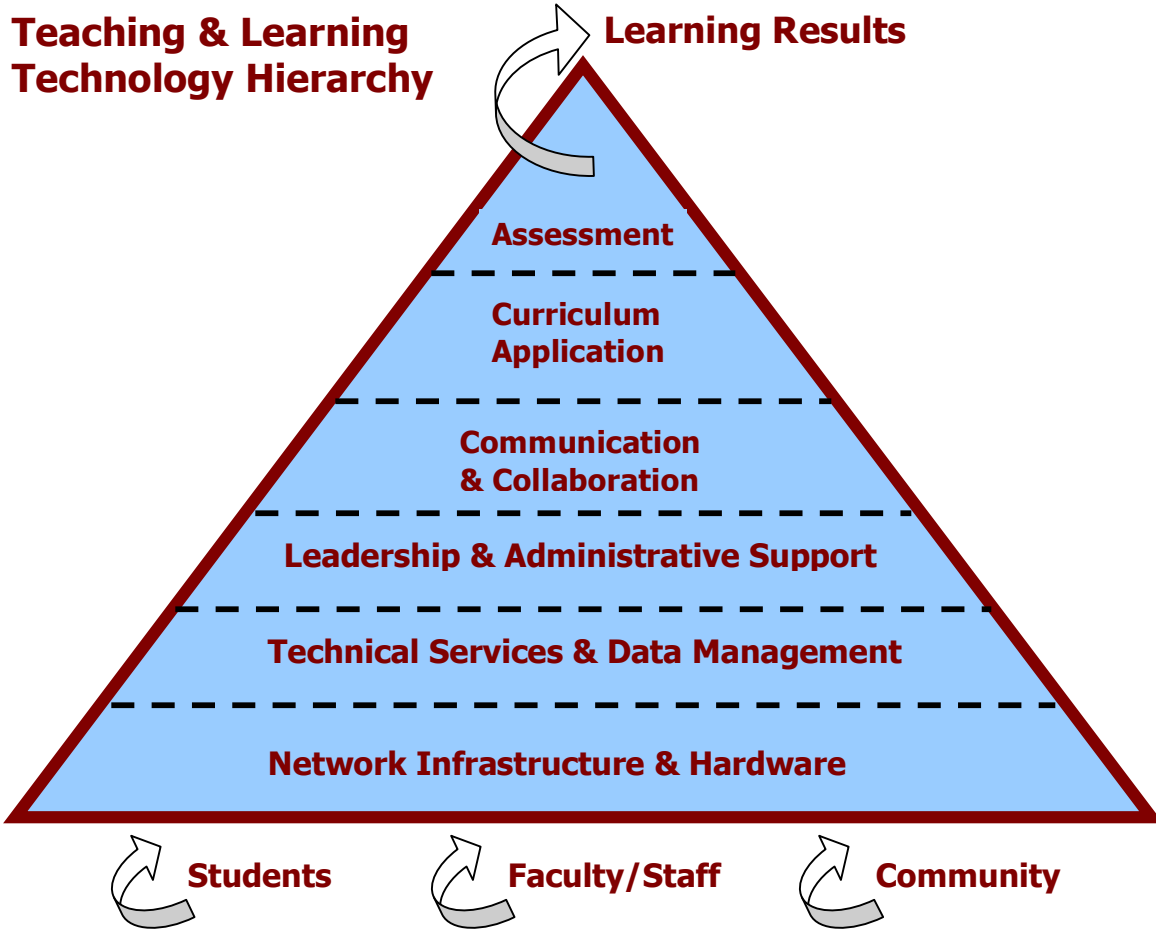 Teaching & Learning
Technology Hierarchy
Learning Results
Assessment
Curriculum
Application
Communication
& Collaboration
Leadership & Administrative Support
Technical Services & Data Management
Network Infrastructure & Hardware
Students
Faculty/Staff
Community